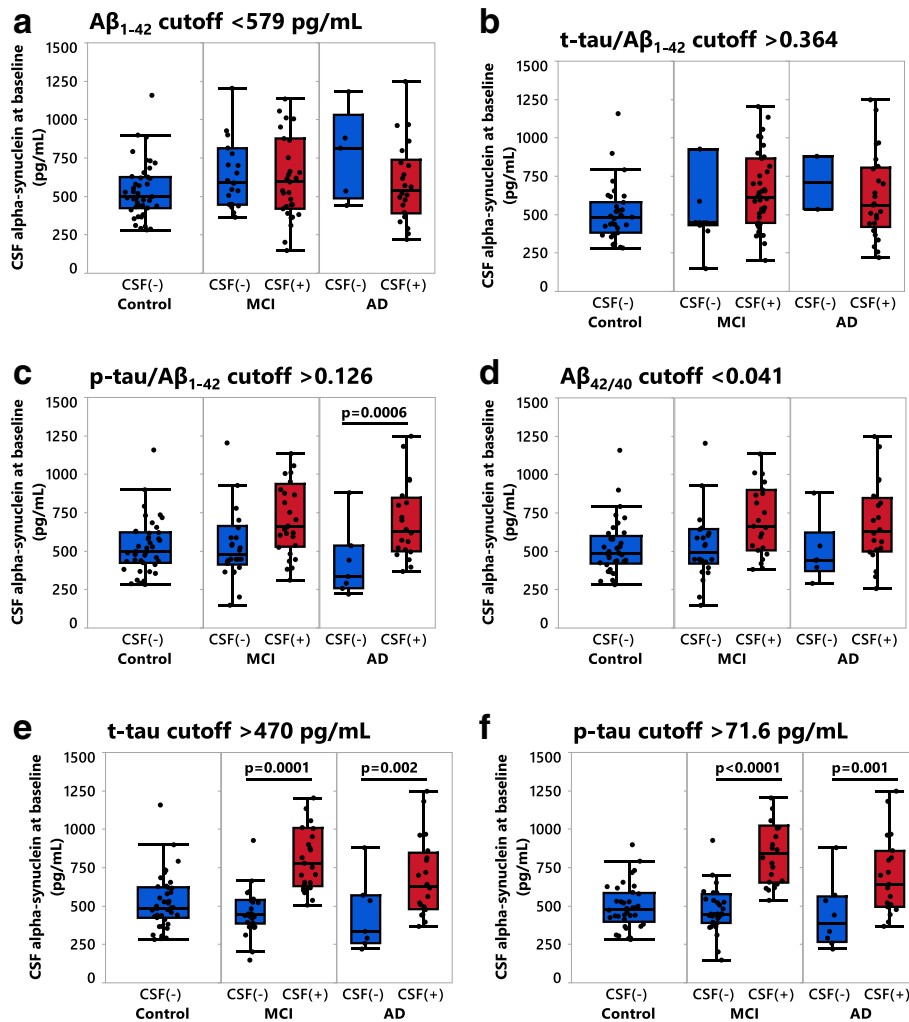 a Aβ1-42 cutoff <579 pg/mL
CSF alpha-synuclein at baseline
(pg/mL)
1500
1250
1000
750
500
250
0
CSF(-) CSF(-) CSF(+) CSF(-) CSF(+)
Control MCI AD
b t-tau/Aβ1-42 cutoff >0.364
CSF alpha-synuclein at baseline
(pg/mL)
1500
1250
1000
750
500
250
0
CSF(-) CSF(-) CSF(+) CSF(-) CSF(+)
Control MCI AD
c p-tau/Aβ1-42 cutoff >0.126
CSF alpha-synuclein at baseline
(pg/mL)
1500
1250
1000
750
500
250
0
p=0.0006
CSF(-) CSF(-) CSF(+) CSF(-) CSF(+)
Control MCI AD
d Aβ42/40 cutoff <0.041
CSF alpha-synuclein at baseline
(pg/mL)
1500
1250
1000
750
500
250
0
CSF(-) CSF(-) CSF(+) CSF(-) CSF(+)
Control MCI AD
e t-tau cutoff >470 pg/mL
CSF alpha-synuclein at baseline
(pg/mL)
1500
1250
1000
750
500
250
0
p=0.0001 p=0.002
CSF(-) CSF(-) CSF(+) CSF(-) CSF(+)
Control MCI AD
f p-tau cutoff >71.6 pg/mL
CSF alpha-synuclein at baseline
(pg/mL)
1500
1250
1000
750
500
250
0
p<0.0001 p=0.001
CSF(-) CSF(-) CSF(+) CSF(-) CSF(+)
Control MCI AD